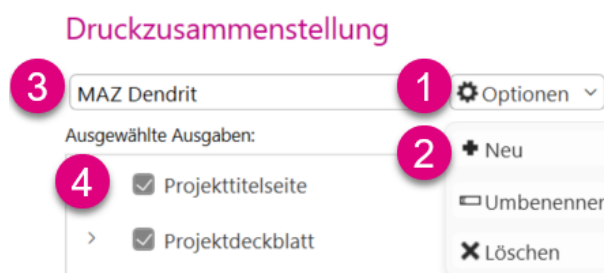 Druckzusammenstellung
3 MAZ Dendrit 1 Optionen
Ausgewählte Ausgaben: 2 Neu
4 Projekttitelseite Umbenennen
Projektdeckblatt Löschen